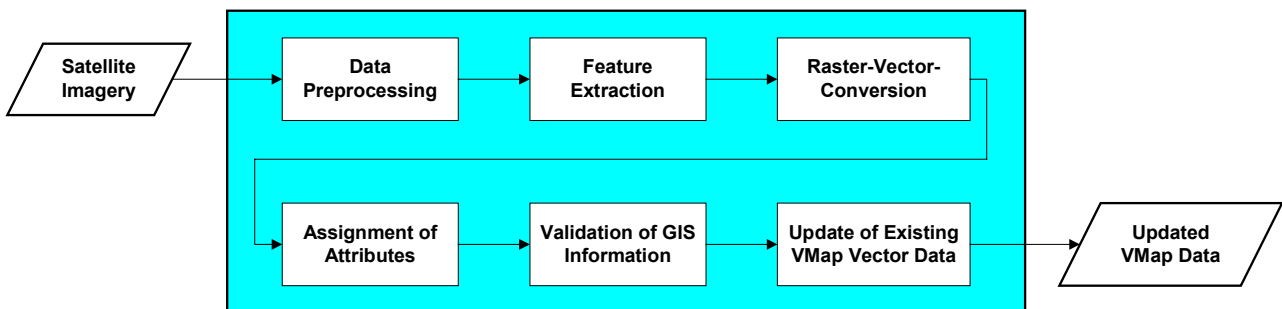 Satellite
Imagery
Data
Preprocessing
Feature
Extraction
Raster-Vector-
Conversion
Assignment of
Attributes
Validation of GIS
Information
Update of Existing
VMap Vector Data
Updated
VMap Data